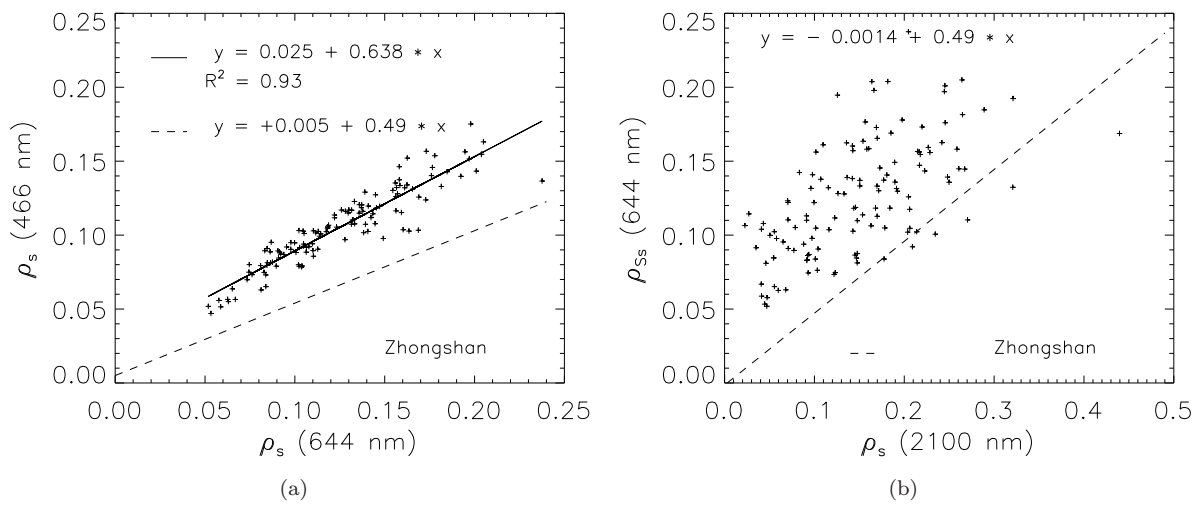 y = 0.025 + 0.638 * x
R² = 0.93
y = +0.005 + 0.49 * x
0.25
0.20
0.15
0.10
0.05
0.00
ρs (466 nm)
Zhongshan
0.00 0.05 0.10 0.15 0.20 0.25
ρs (644 nm)
(a)
y = - 0.0014 + 0.49 * x
0.25
0.20
0.15
0.10
0.05
0.00
ρSs (644 nm)
Zhongshan
0.0 0.1 0.2 0.3 0.4 0.5
ρs (2100 nm)
(b)